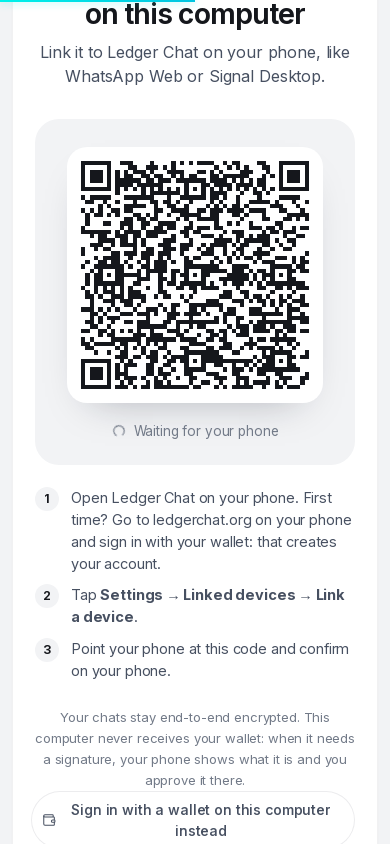 on this computer
Link it to Ledger Chat on your phone, like
WhatsApp Web or Signal Desktop.
Waiting for your phone
1 Open Ledger Chat on your phone. First
time? Go to ledgerchat.org on your phone
and sign in with your wallet: that creates
your account.
2 Tap Settings → Linked devices → Link
a device.
3 Point your phone at this code and confirm
on your phone.
Your chats stay end-to-end encrypted. This
computer never receives your wallet: when it needs
a signature, your phone shows what it is and you
approve it there.
Sign in with a wallet on this computer
instead